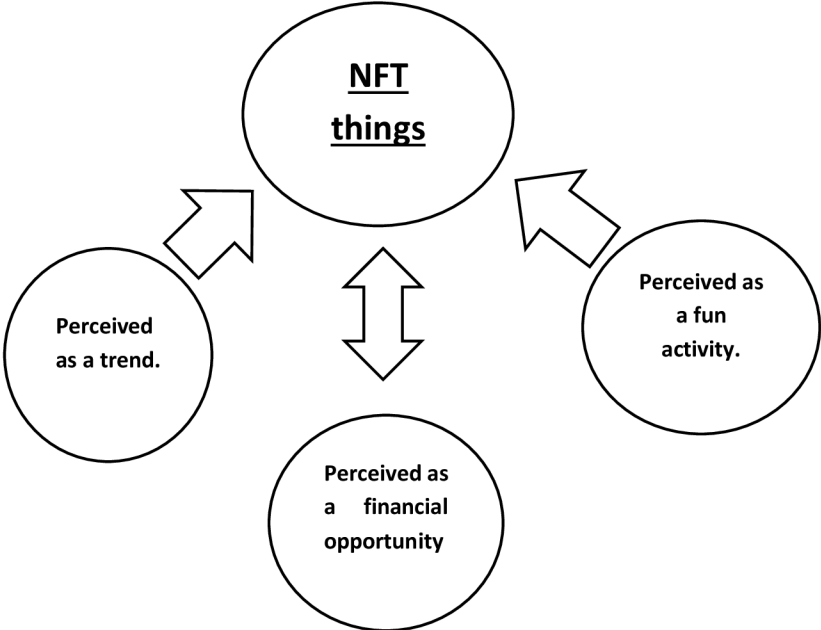 NFT
things
Perceived
as a trend.
Perceived as
a fun
activity.
Perceived as
a financial
opportunity